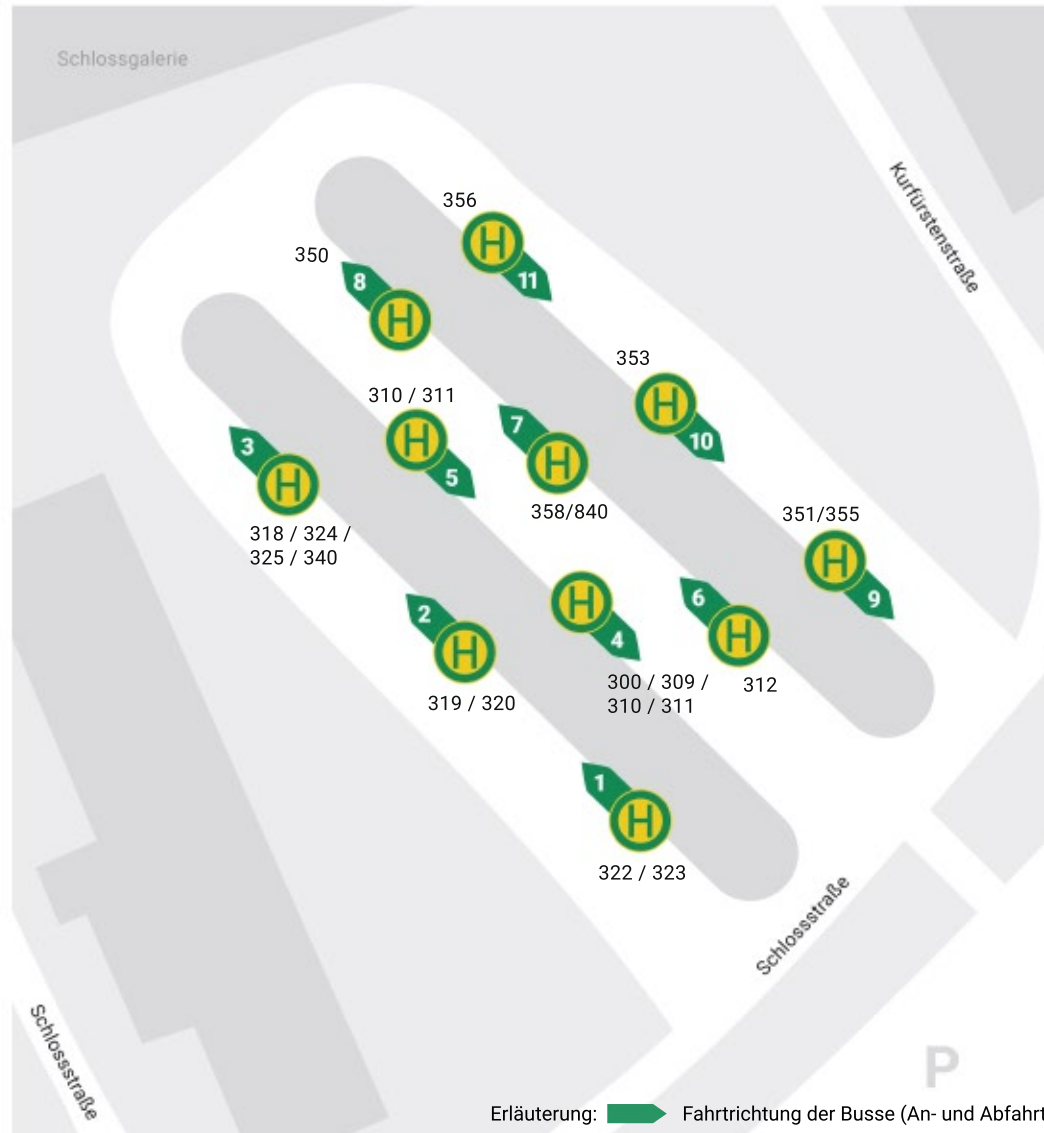 Schlossgalerie
Kurfürstenstraße
356
H
11
350
8
H
353
H
10
310 / 311
H
5
7
H
358/840
3
H
318 / 324 /
325 / 340
351/355
H
9
2
H
319 / 320
H
4
300 / 309 /
310 / 311
6
H
312
1
H
322 / 323
Schlossstraße
Schlossstraße
P
Erläuterung: Fahrtrichtung der Busse (An- und Abfahrt